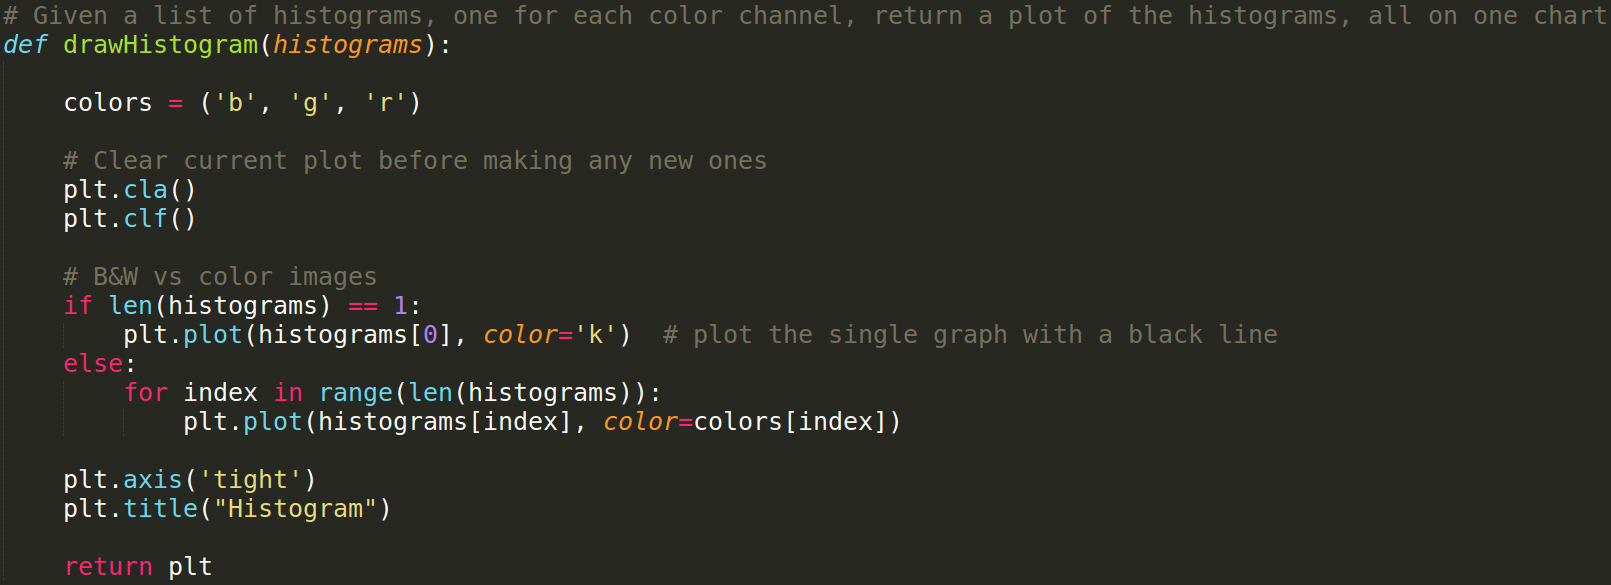 # Given a list of histograms, one for each color channel, return a plot of the histograms, all on one chart
def drawHistogram(histograms):
    colors = ('b', 'g', 'r')
    # Clear current plot before making any new ones
    plt.cla()
    plt.clf()
    # B&W vs color images
    if len(histograms) == 1:
        plt.plot(histograms[0], color='k')  # plot the single graph with a black line
    else:
        for index in range(len(histograms)):
            plt.plot(histograms[index], color=colors[index])
    plt.axis('tight')
    plt.title("Histogram")
    return plt